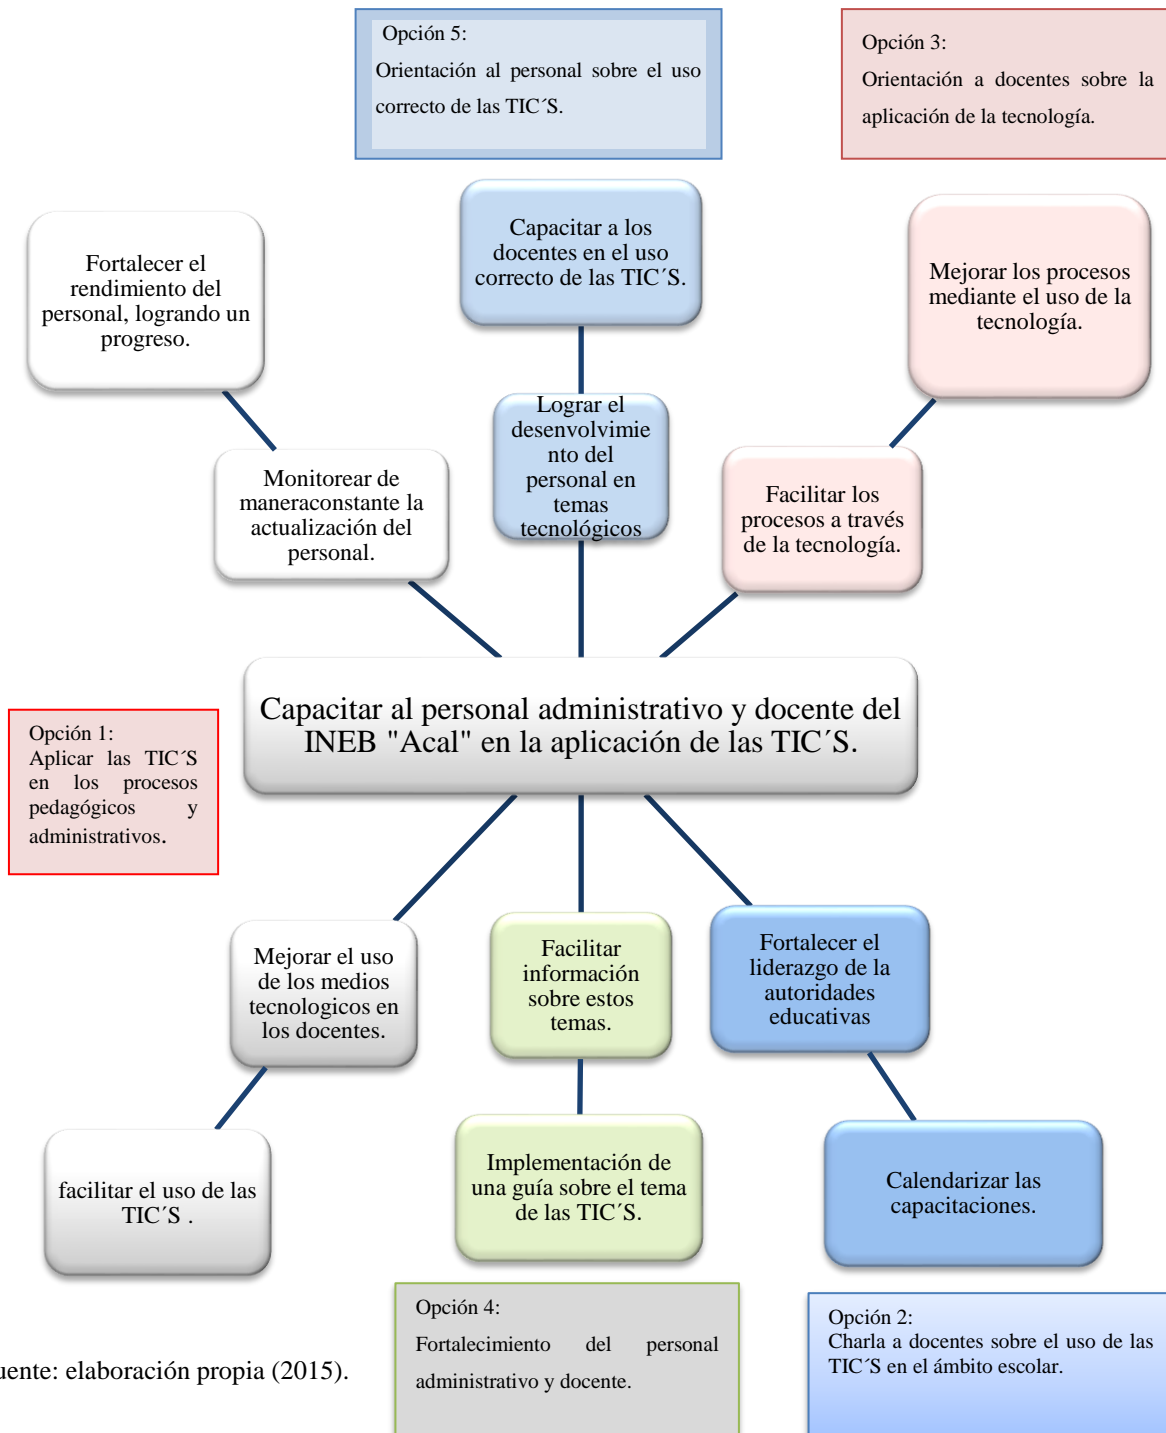 Opción 5:
Orientación al personal sobre el uso
correcto de las TIC´S.
Opción 3:
Orientación a docentes sobre la
aplicación de la tecnología.
Fortalecer el
rendimiento del
personal, logrando un
progreso.
Capacitar a los
docentes en el uso
correcto de las TIC´S.
Mejorar los procesos
mediante el uso de la
tecnología.
Monitorear de
maneraconstante la
actualización del
personal.
Lograr el
desenvolvimie
nto del
personal en
temas
tecnológicos
Facilitar los
procesos a través
de la tecnología.
Capacitar al personal administrativo y docente del
INEB "Acal" en la aplicación de las TIC´S.
Opción 1:
Aplicar las TIC´S
en los procesos
pedagógicos y
administrativos.
Mejorar el uso
de los medios
tecnologicos en
los docentes.
Facilitar
información
sobre estos
temas.
Fortalecer el
liderazgo de la
autoridades
educativas
facilitar el uso de las
TIC´S .
Implementación de
una guía sobre el tema
de las TIC´S.
Calendarizar las
capacitaciones.
Opción 4:
Fortalecimiento del personal
administrativo y docente.
Opción 2:
Charla a docentes sobre el uso de las
TIC´S en el ámbito escolar.
uente: elaboración propia (2015).